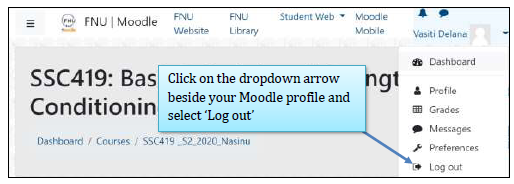 FNU | Moodle
FNU Website
FNU Library
Student Web
Moodle Mobile
Vasiti Delana
SSC419: Bas ngt
Conditionin
Click on the dropdown arrow
beside your Moodle profile and
select ‘Log out’
Dashboard / Courses / SSC419 _S2_2020_Nasinu
Dashboard
Profile
Grades
Messages
Preferences
Log out